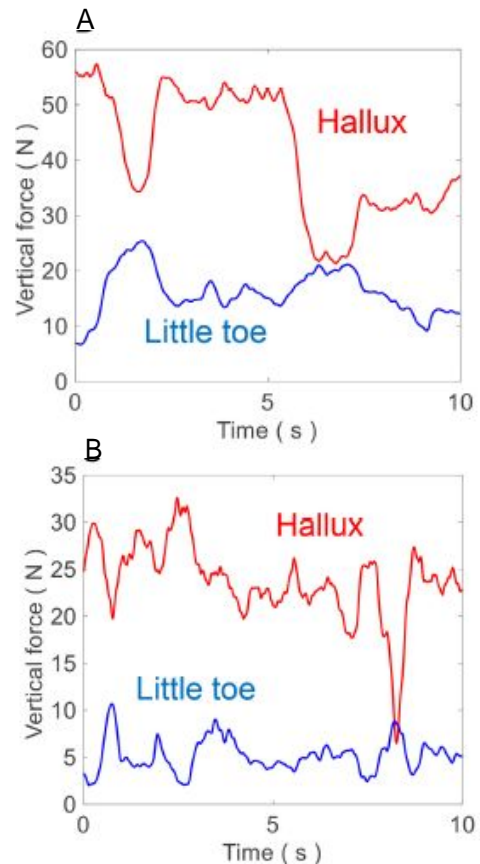 A
60
50
40
30
20
10
0
Vertical force ( N )
Hallux
Little toe
0 5 10
Time ( s )
B
35
30
25
20
15
10
5
0
Vertical force ( N )
Hallux
Little toe
0 5 10
Time ( s )